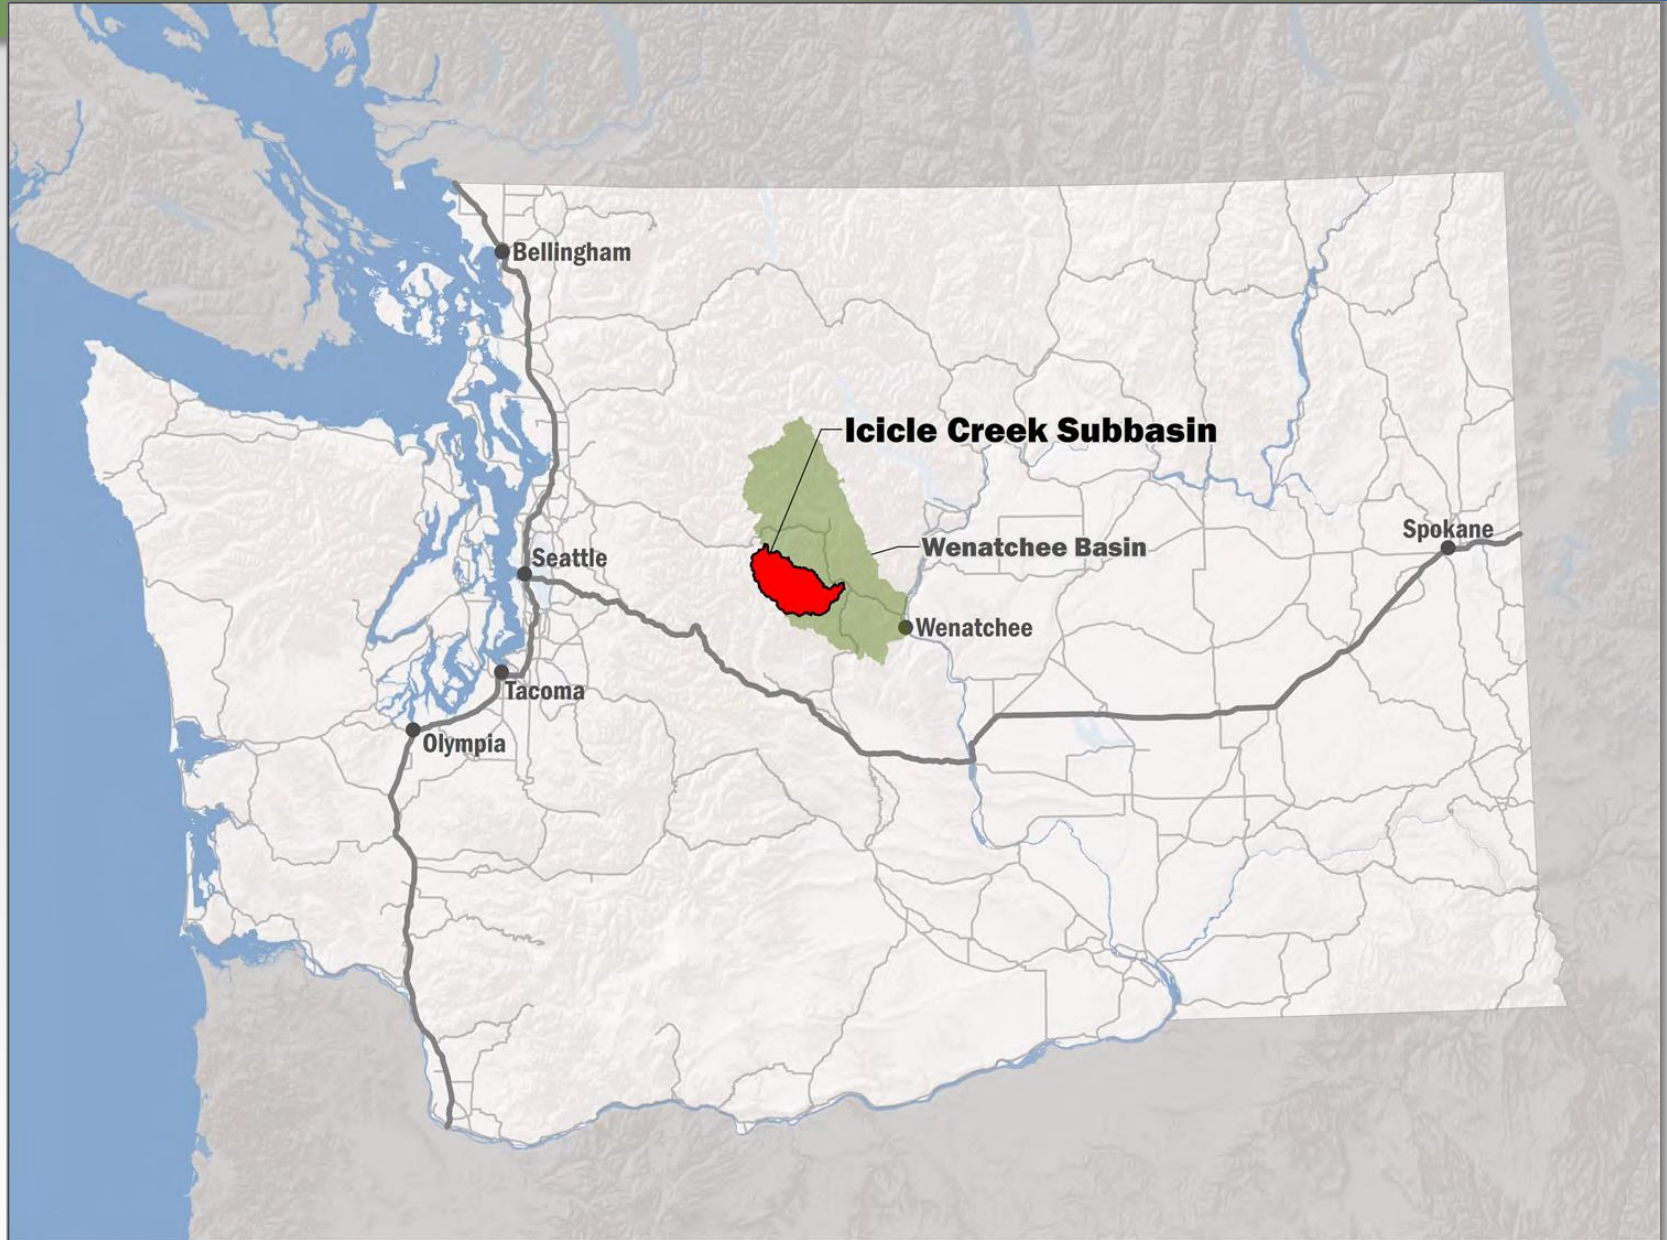 Bellingham
Icicle Creek Subbasin
Spokane
Wenatchee Basin
Seattle
Wenatchee
Tacoma
Olympia